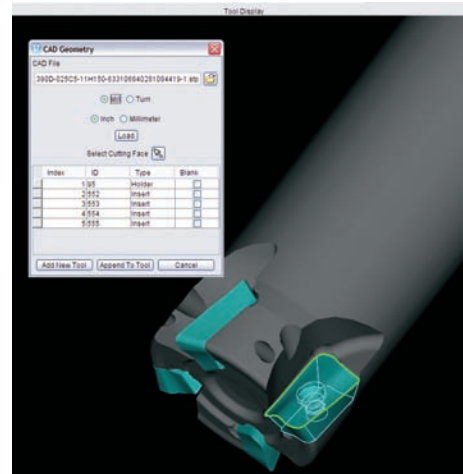 Tool Display
CAD Geometry
CAD File
Mill Turn
Inch Millimeter
Load
Select Cutting Face
Index ID Type Blank
1 95 Holder
2 552 Insert
3 553 Insert
4 554 Insert
5 555 Insert
Add New Tool Append To Tool Cancel